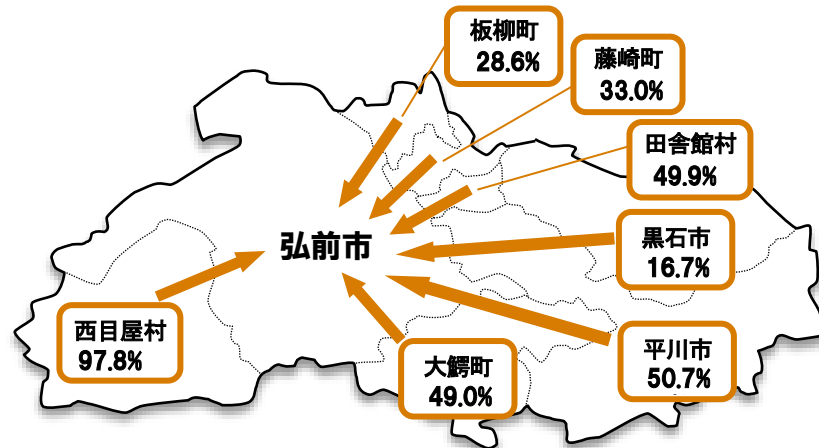 板柳町
28.6%
藤崎町
33.0%
田舎館村
49.9%
弘前市
黒石市
16.7%
西目屋村
97.8%
大鰐町
49.0%
平川市
50.7%